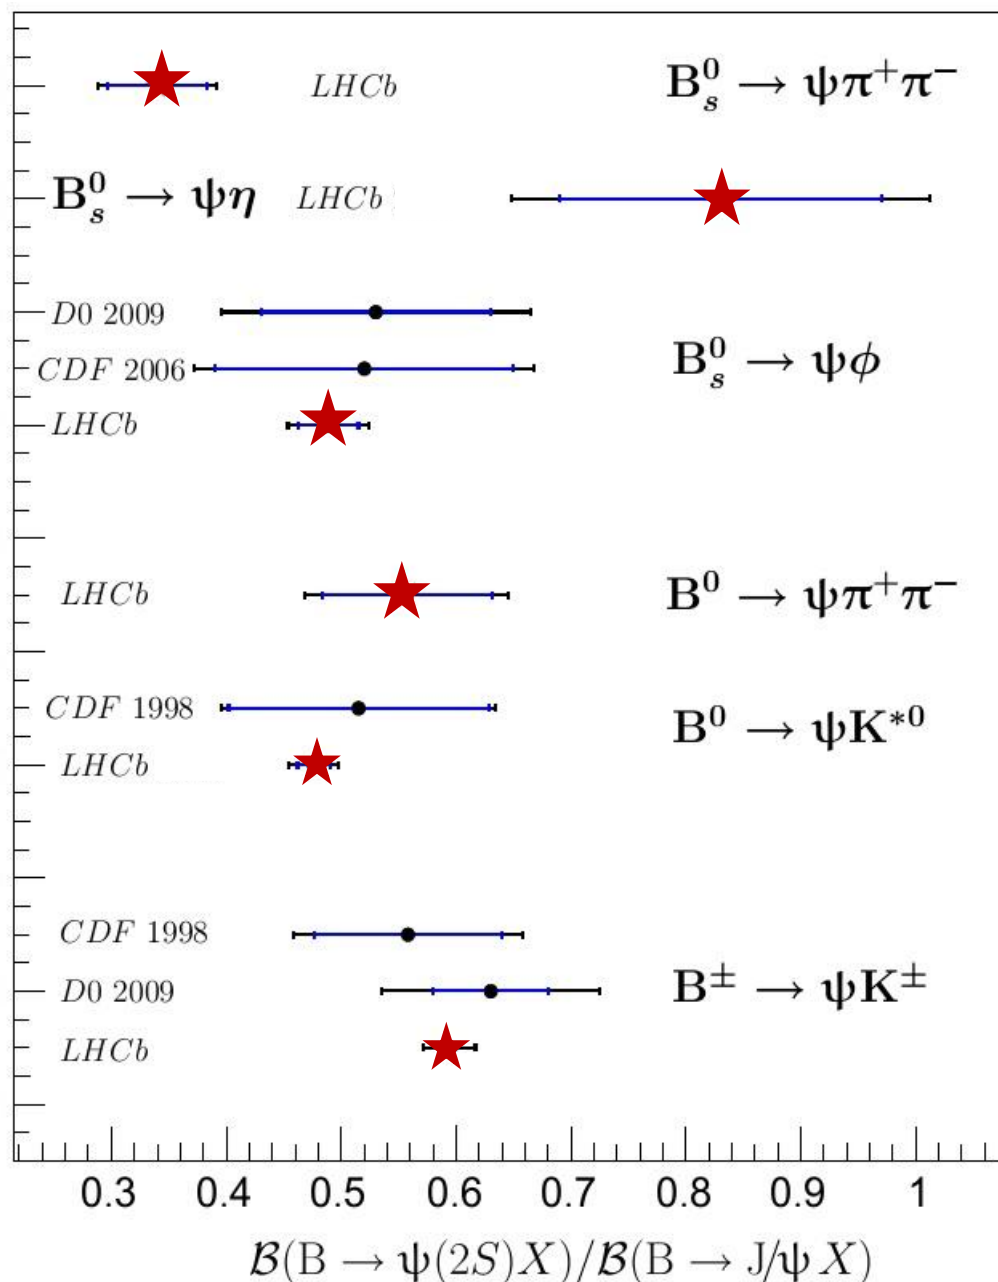 LHCb B⁰ₛ → ψπ⁺π⁻
B⁰ₛ → ψη LHCb
D0 2009
CDF 2006 B⁰ₛ → ψϕ
LHCb
LHCb B⁰ → ψπ⁺π⁻
CDF 1998 B⁰ → ψK*⁰
LHCb
CDF 1998
D0 2009 B± → ψK±
LHCb
0.3 0.4 0.5 0.6 0.7 0.8 0.9 1
ℬ(B → ψ(2S)X)/ℬ(B → J/ψ X)